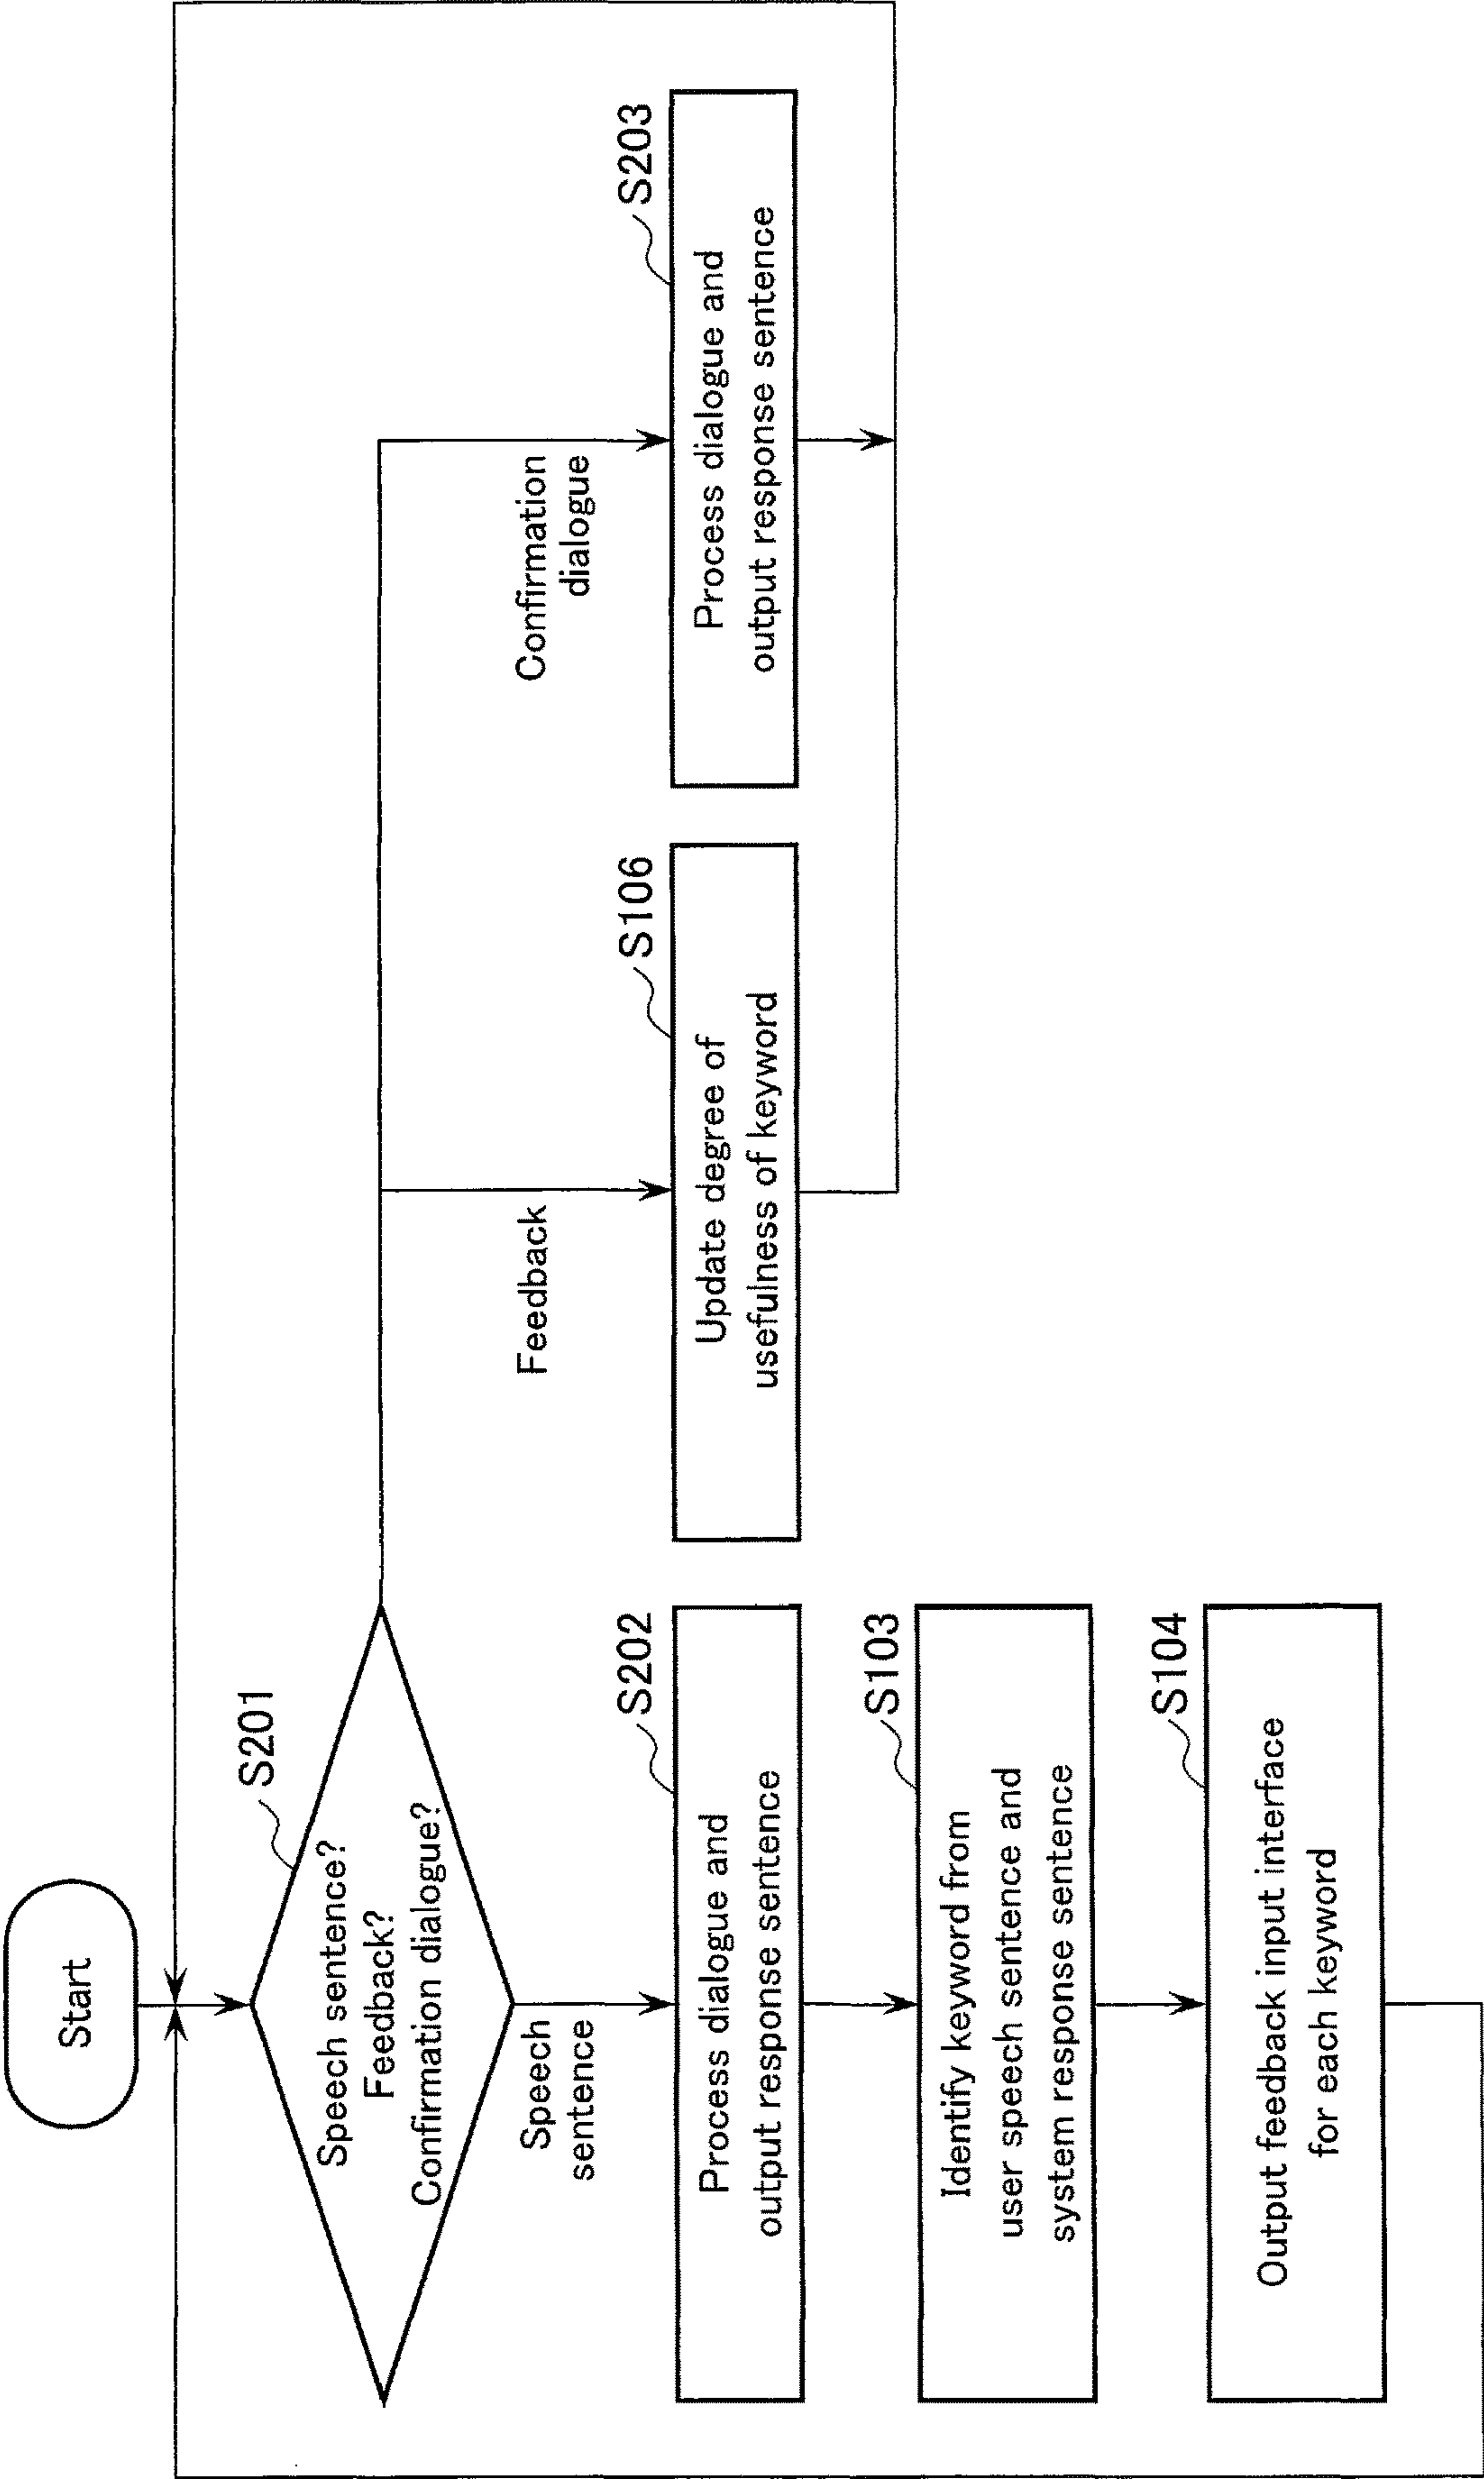 Start
S201
Speech sentence?
Feedback?
Confirmation dialogue?
Speech
sentence
Feedback
Confirmation
dialogue
S202
Process dialogue and
output response sentence
S106
Update degree of
usefulness of keyword
S203
Process dialogue and
output response sentence
S103
Identify keyword from
user speech sentence and
system response sentence
S104
Output feedback input interface
for each keyword